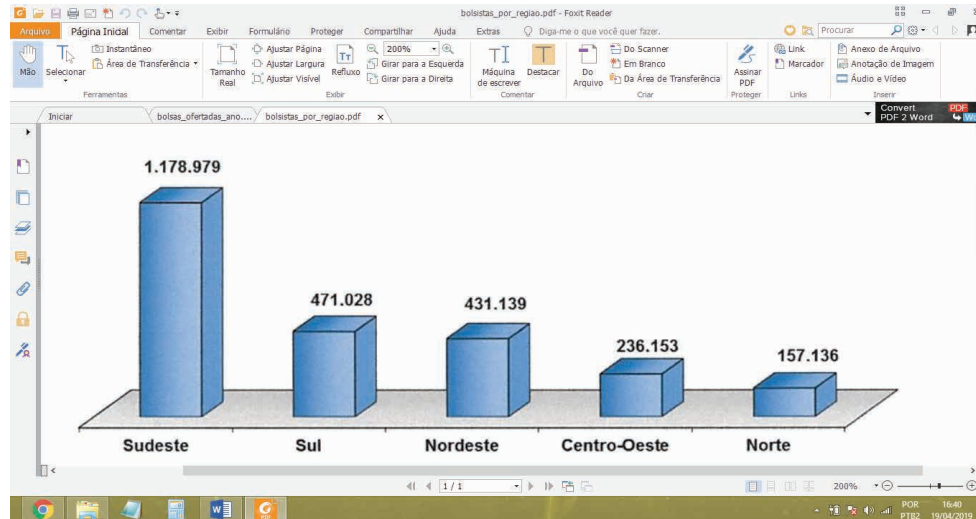 bolsistas_por_regiao.pdf - Foxit Reader
Arquivo Página Inicial Comentar Exibir Formulário Proteger Compartilhar Ajuda Extras Diga-me o que você quer fazer. Procurar
Mão
Selecionar
Instantâneo
Área de Transferência
Ferramentas
Tamanho Real
Ajustar Página
Ajustar Largura
Ajustar Visível
Refluxo
200%
Girar para a Esquerda
Girar para a Direita
Exibir
Máquina de escrever
Destacar
Comentar
Do Arquivo
Do Scanner
Em Branco
Da Área de Transferência
Criar
Assinar PDF
Proteger
Link
Marcador
Links
Anexo de Arquivo
Anotação de Imagem
Áudio e Vídeo
Inserir
Iniciar bolsas_ofertadas_ano.... bolsistas_por_regiao.pdf x
Convert PDF
PDF 2 Word
1.178.979
471.028
431.139
236.153
157.136
Sudeste Sul Nordeste Centro-Oeste Norte
1 / 1 200%
POR 16:40
PTB2 19/04/2019